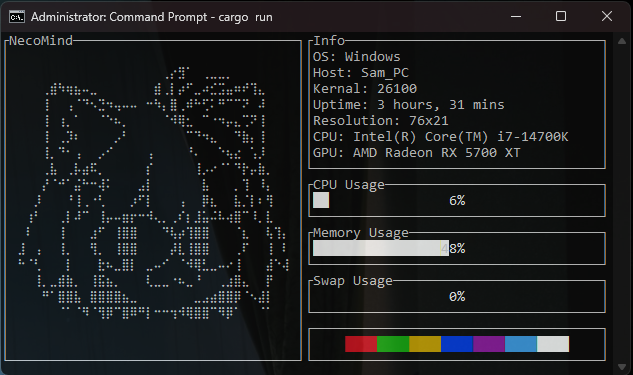 Administrator: Command Prompt - cargo  run
NecoMind
Info
OS: Windows
Host: Sam_PC
Kernal: 26100
Uptime: 3 hours, 31 mins
Resolution: 76x21
CPU: Intel(R) Core(TM) i7-14700K
GPU: AMD Radeon RX 5700 XT
CPU Usage
6%
Memory Usage
48%
Swap Usage
0%